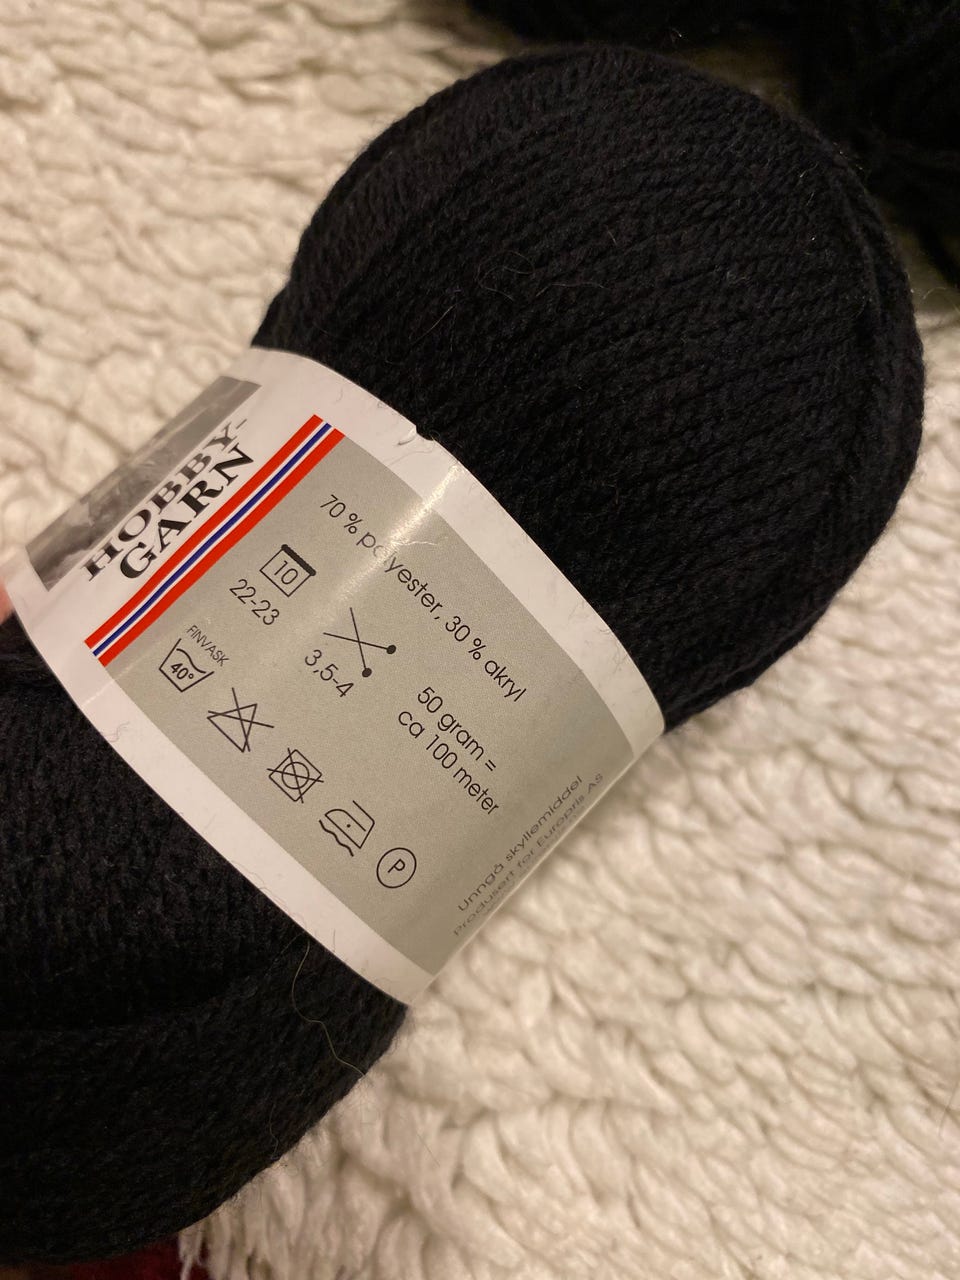 HOBBY-
GARN
70 % polyester, 30 % akryl
10
22-23
3,5-4
50 gram =
ca 100 meter
FINVASK
40°
P
Unngå skyllemiddel
Produsert for Europris AS